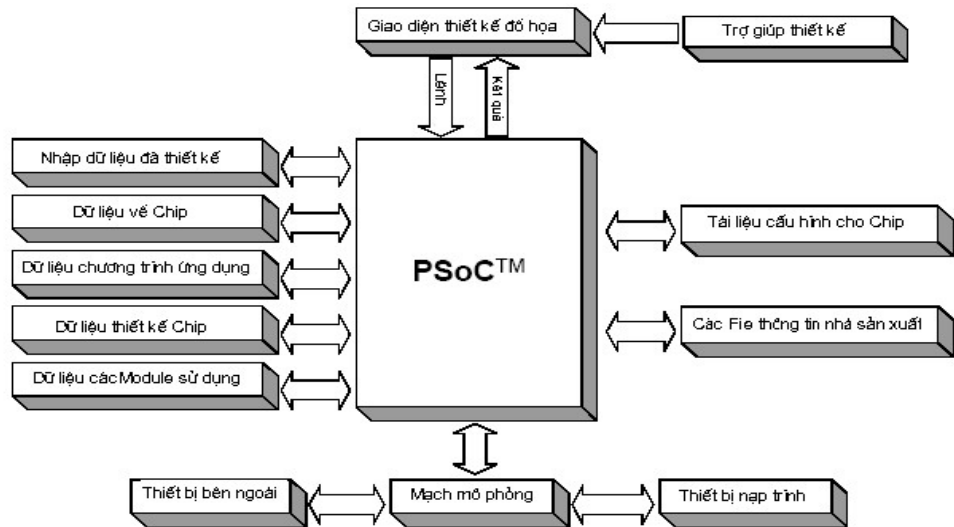 Giao diện thiết kế đồ họa
Trợ giúp thiết kế
Lệnh
Kết quả
Nhập dữ liệu đã thiết kế
Dữ liệu về Chip
Tài liệu cấu hình cho Chip
Dữ liệu chương trình ứng dụng
PSoC™
Dữ liệu thiết kế Chip
Các Fie thông tin nhà sản xuất
Dữ liệu các Module sử dụng
Thiết bị bên ngoài
Mạch mô phỏng
Thiết bị nạp trình